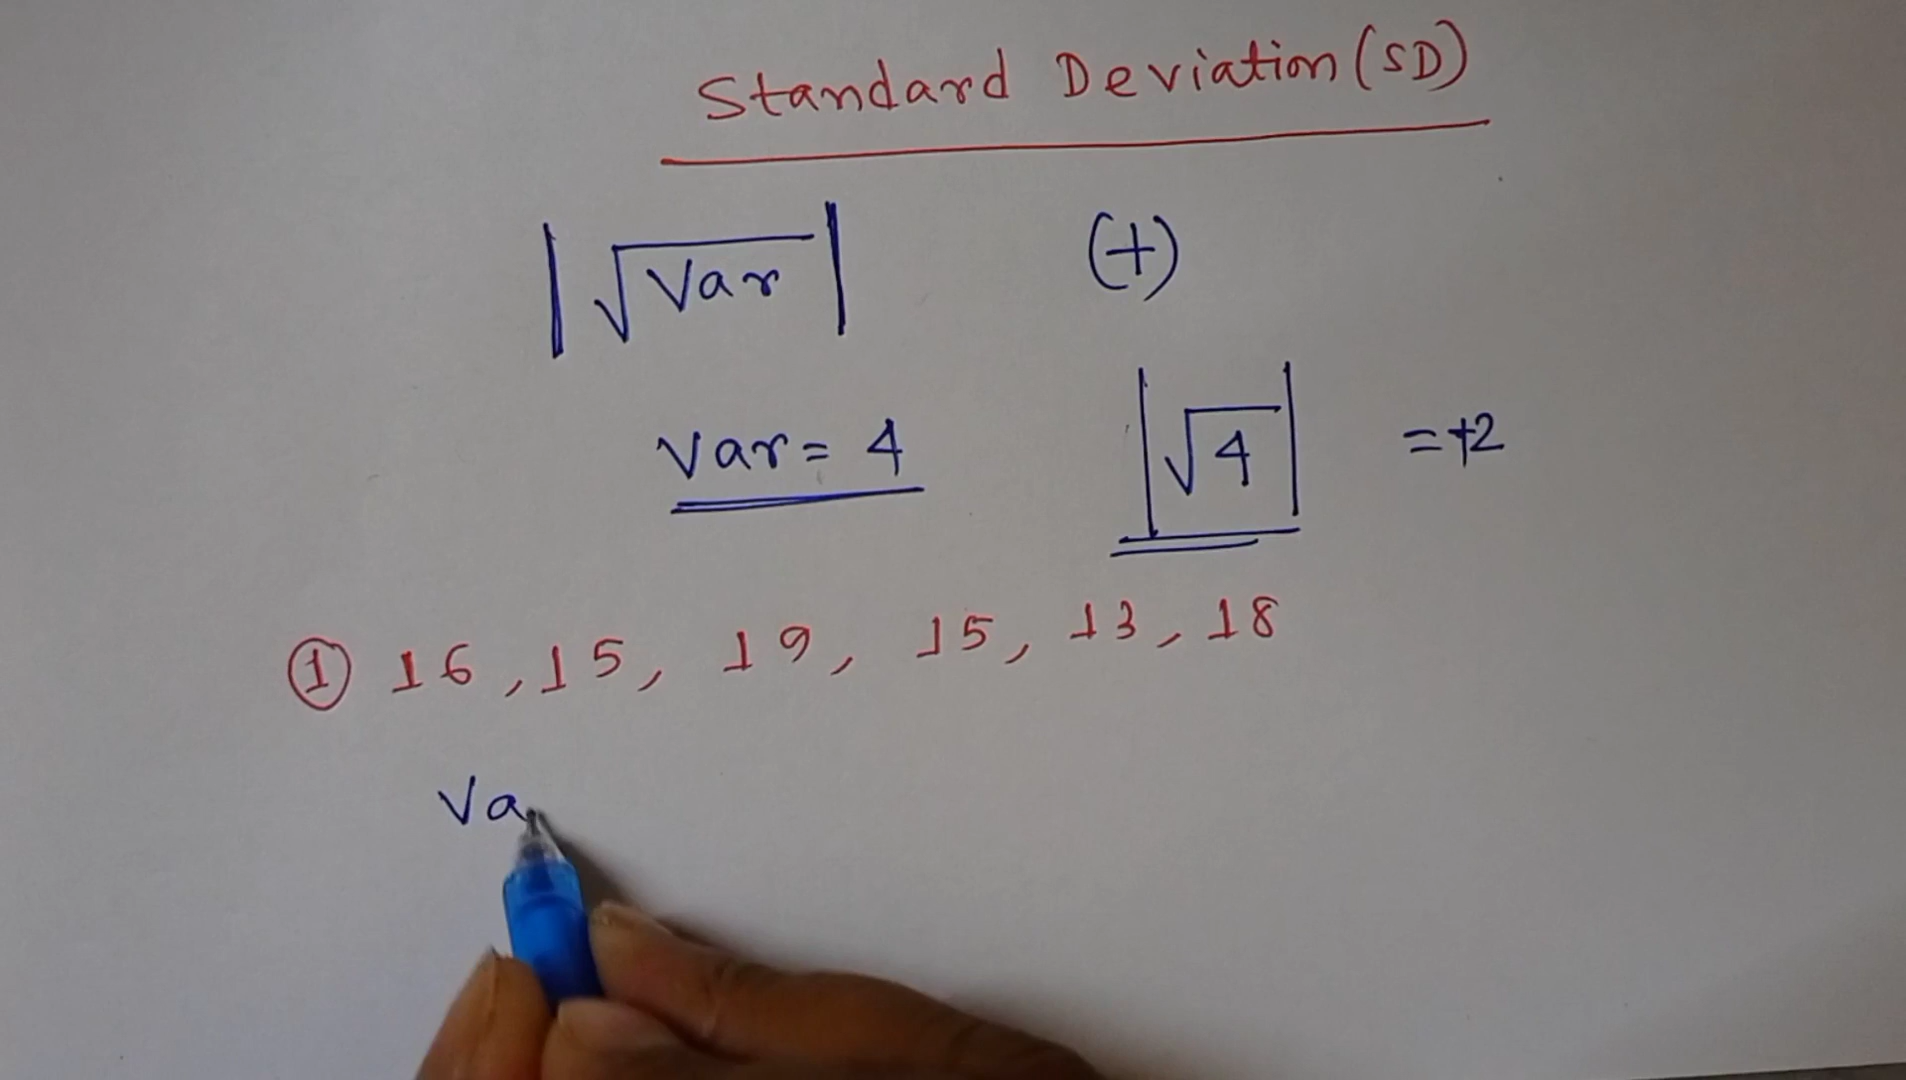 Standard Deviation (SD)
|√Var| (+)
Var = 4 |√4| = +2
① 16, 15, 19, 15, 13, 18
Va